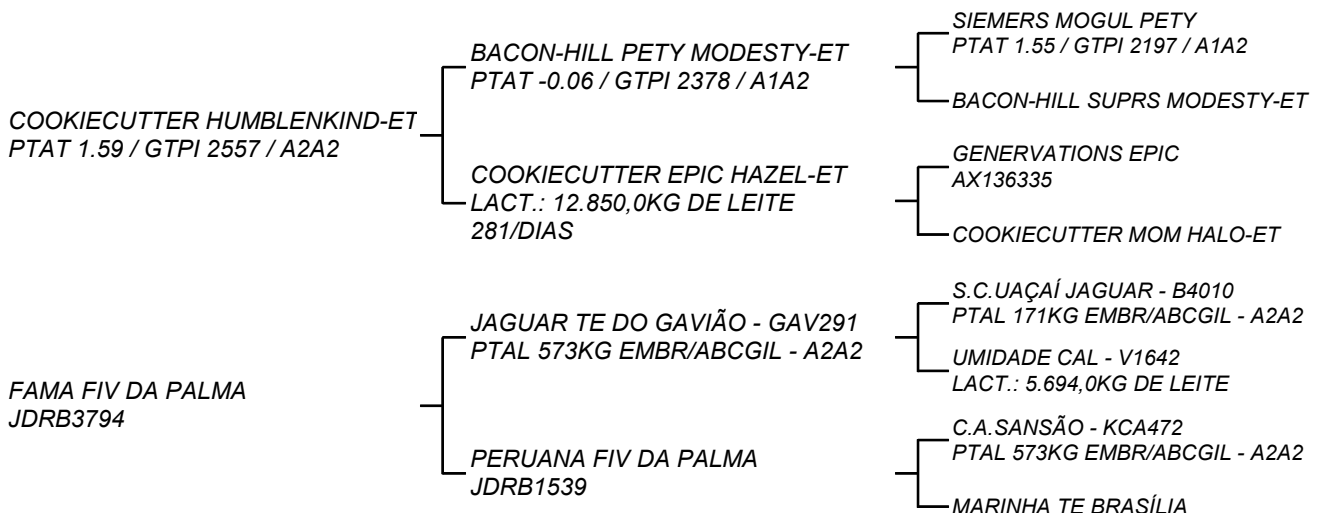 COOKIECUTTER HUMBLENKIND-ET
PTAT 1.59 / GTPI 2557 / A2A2
BACON-HILL PETY MODESTY-ET
PTAT -0.06 / GTPI 2378 / A1A2
SIEMERS MOGUL PETY
PTAT 1.55 / GTPI 2197 / A1A2
BACON-HILL SUPRS MODESTY-ET
COOKIECUTTER EPIC HAZEL-ET
LACT.: 12.850,0KG DE LEITE
281/DIAS
GENERVATIONS EPIC
AX136335
COOKIECUTTER MOM HALO-ET
FAMA FIV DA PALMA
JDRB3794
JAGUAR TE DO GAVIÃO - GAV291
PTAL 573KG EMBR/ABCGIL - A2A2
S.C.UAÇAÍ JAGUAR - B4010
PTAL 171KG EMBR/ABCGIL - A2A2
UMIDADE CAL - V1642
LACT.: 5.694,0KG DE LEITE
PERUANA FIV DA PALMA
JDRB1539
C.A.SANSÃO - KCA472
PTAL 573KG EMBR/ABCGIL - A2A2
MARINHA TE BRASÍLIA